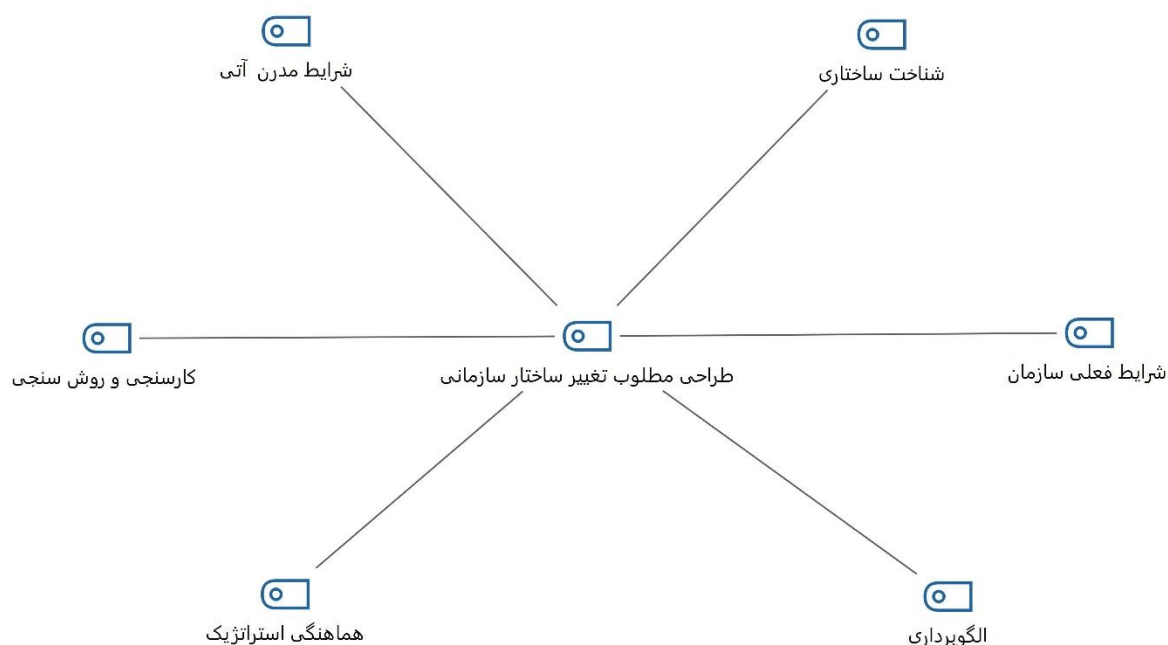 شناخت ساختاری
شرایط مدرن آتی
شرایط فعلی سازمان
طراحی مطلوب تغییر ساختار سازمانی
کارسنجی و روش سنجی
الگوبرداری
هماهنگی استراتژیک